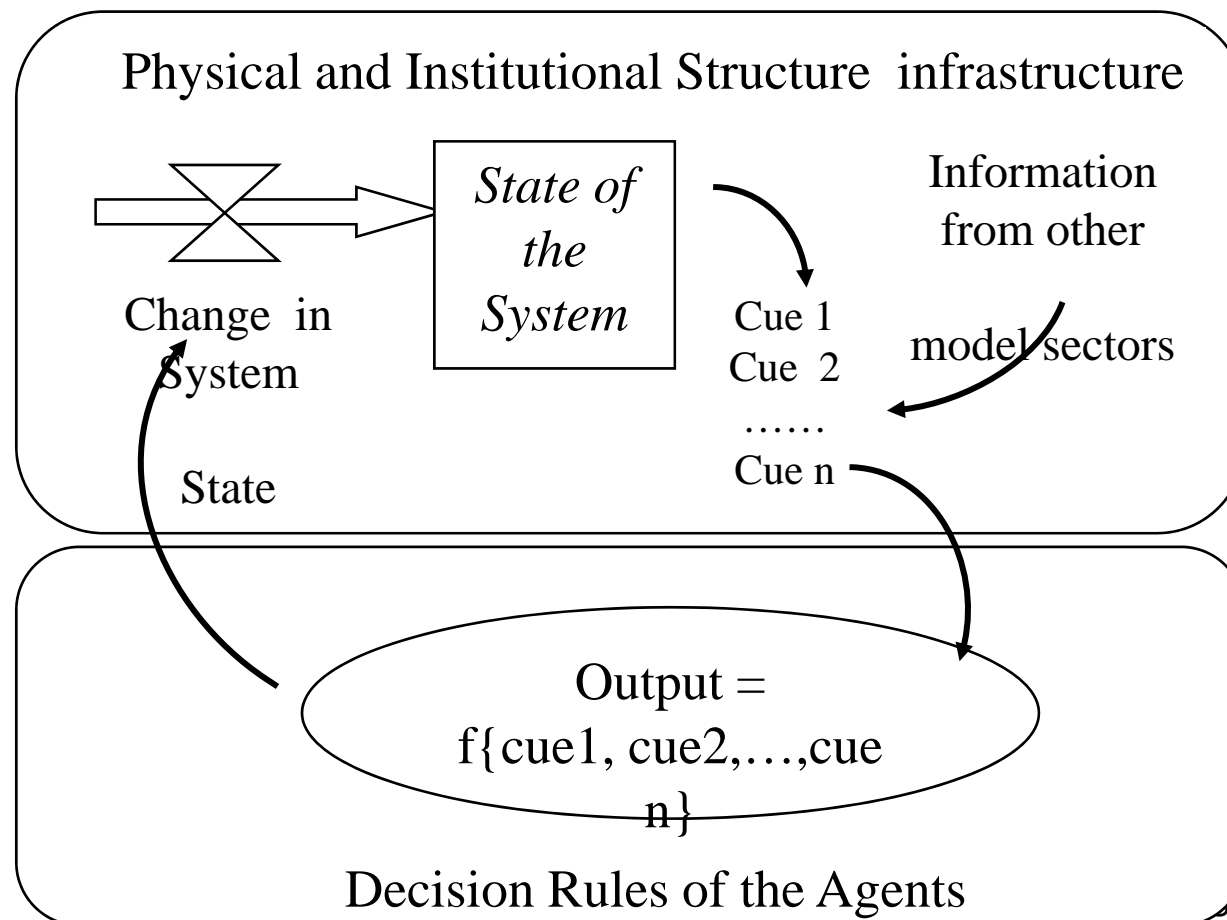 Physical and Institutional Structure  infrastructure
State of
the
System
Information
from other
model sectors
Change  in
System
State
Cue 1
Cue  2
……
Cue n
Output =
f{cue1, cue2,…,cue
n}
Decision Rules of the Agents